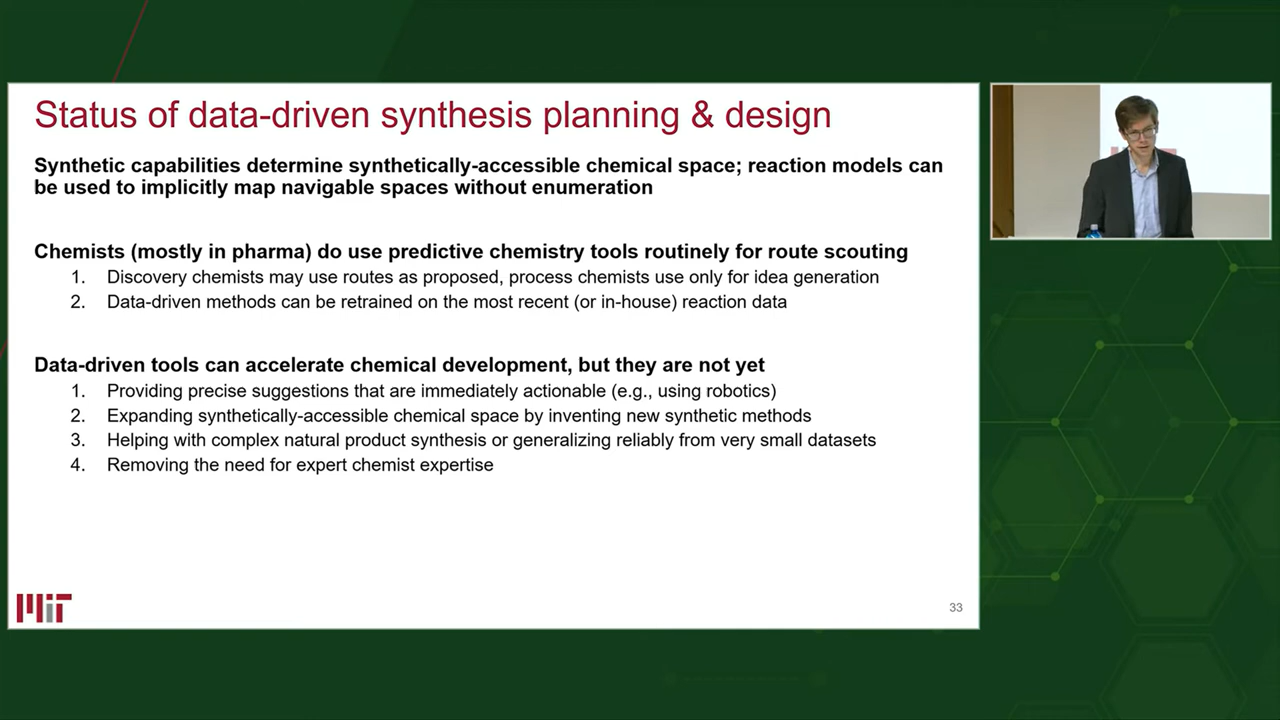 Status of data-driven synthesis planning & design
Synthetic capabilities determine synthetically-accessible chemical space; reaction models can
be used to implicitly map navigable spaces without enumeration
Chemists (mostly in pharma) do use predictive chemistry tools routinely for route scouting
1. Discovery chemists may use routes as proposed, process chemists use only for idea generation
2. Data-driven methods can be retrained on the most recent (or in-house) reaction data
Data-driven tools can accelerate chemical development, but they are not yet
1. Providing precise suggestions that are immediately actionable (e.g., using robotics)
2. Expanding synthetically-accessible chemical space by inventing new synthetic methods
3. Helping with complex natural product synthesis or generalizing reliably from very small datasets
4. Removing the need for expert chemist expertise
MIT
33